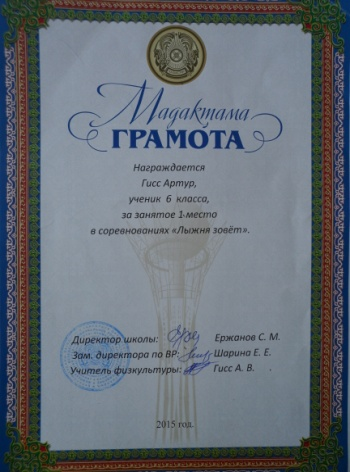 Мадақтама
ГРАМОТА
Награждается
Гисс Артур,
ученик 6 класса,
за занятое 1 место
в соревнованиях «Лыжня зовёт».
Директор школы: Ержанов С. М.
Зам. директора по ВР: Шарина Е. Е.
Учитель физкультуры: Гисс А. В.
2015 год.